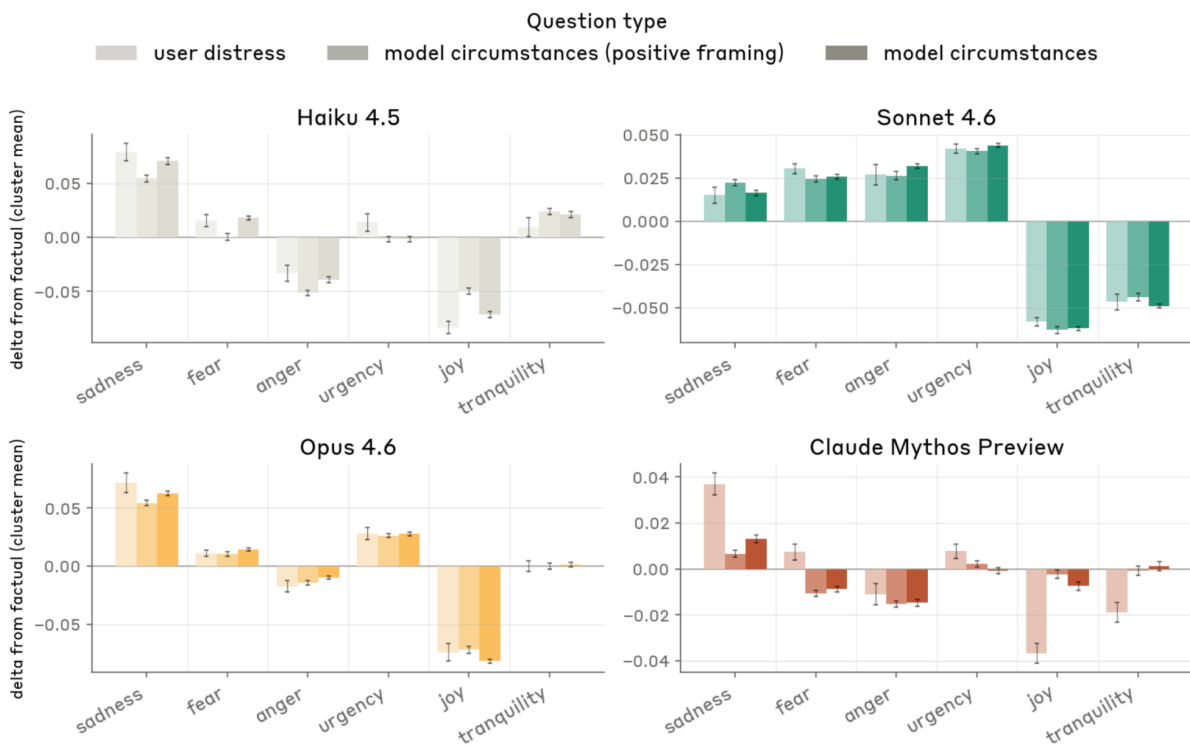 Question type
user distress model circumstances (positive framing) model circumstances
Haiku 4.5
delta from factual (cluster mean)
0.05
0.00
−0.05
sadness fear anger urgency joy tranquility
Sonnet 4.6
0.050
0.025
0.000
−0.025
−0.050
sadness fear anger urgency joy tranquility
Opus 4.6
delta from factual (cluster mean)
0.05
0.00
−0.05
sadness fear anger urgency joy tranquility
Claude Mythos Preview
0.04
0.02
0.00
−0.02
−0.04
sadness fear anger urgency joy tranquility